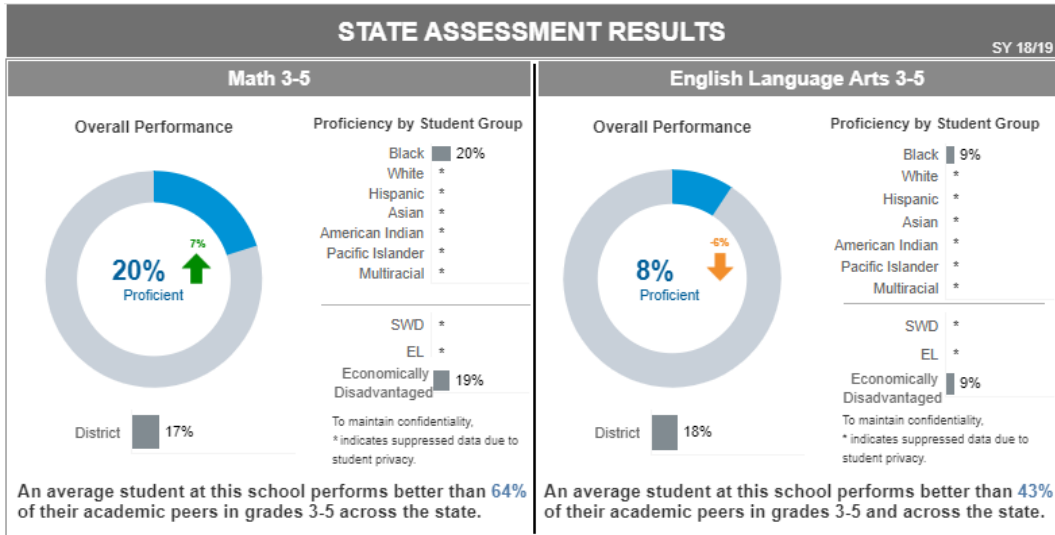 STATE ASSESSMENT RESULTS
SY 18/19
Math 3-5
Overall Performance
7%
20%
Proficient
District 17%
Proficiency by Student Group
Black 20%
White *
Hispanic *
Asian *
American Indian *
Pacific Islander *
Multiracial *
SWD *
EL *
Economically
Disadvantaged 19%
To maintain confidentiality,
* indicates suppressed data due to
student privacy.
An average student at this school performs better than 64%
of their academic peers in grades 3-5 across the state.
English Language Arts 3-5
Overall Performance
-6%
8%
Proficient
District 18%
Proficiency by Student Group
Black 9%
White *
Hispanic *
Asian *
American Indian *
Pacific Islander *
Multiracial *
SWD *
EL *
Economically
Disadvantaged 9%
To maintain confidentiality,
* indicates suppressed data due to
student privacy.
An average student at this school performs better than 43%
of their academic peers in grades 3-5 and across the state.